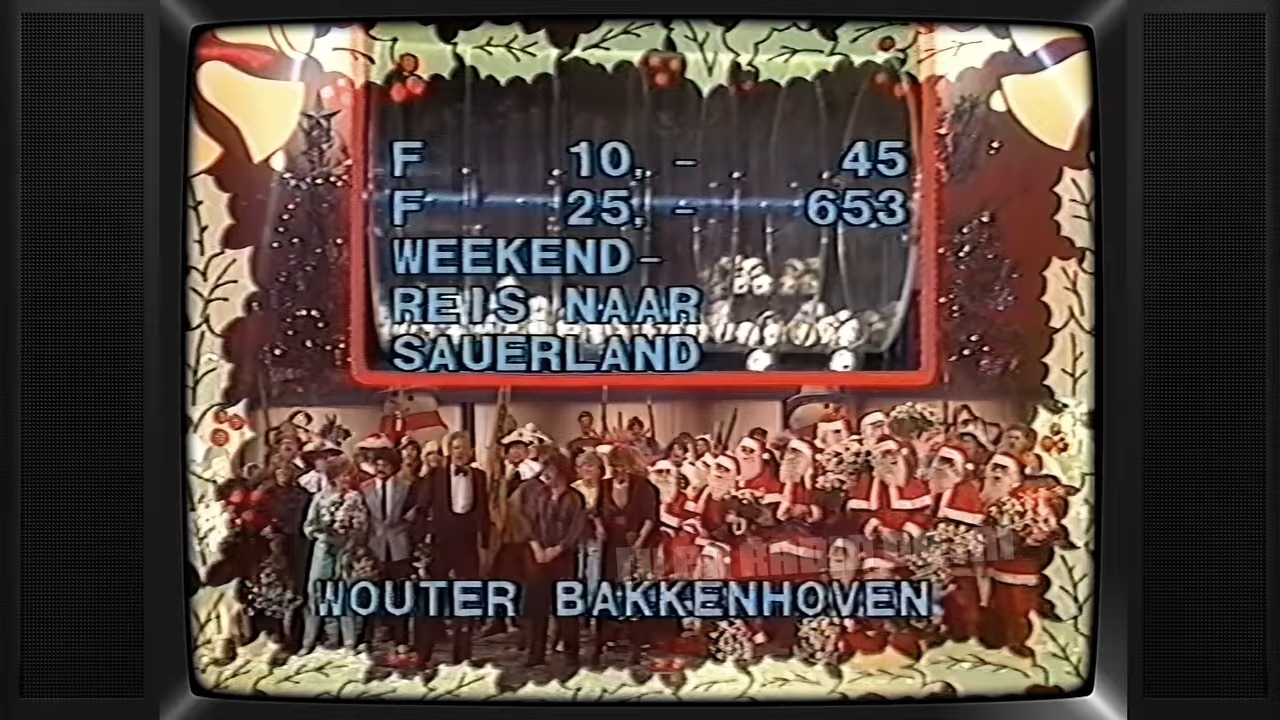 F 10,- 45
F 25,- 653
WEEKEND-
REIS NAAR
SAUERLAND
WOUTER BAKKENHOVEN